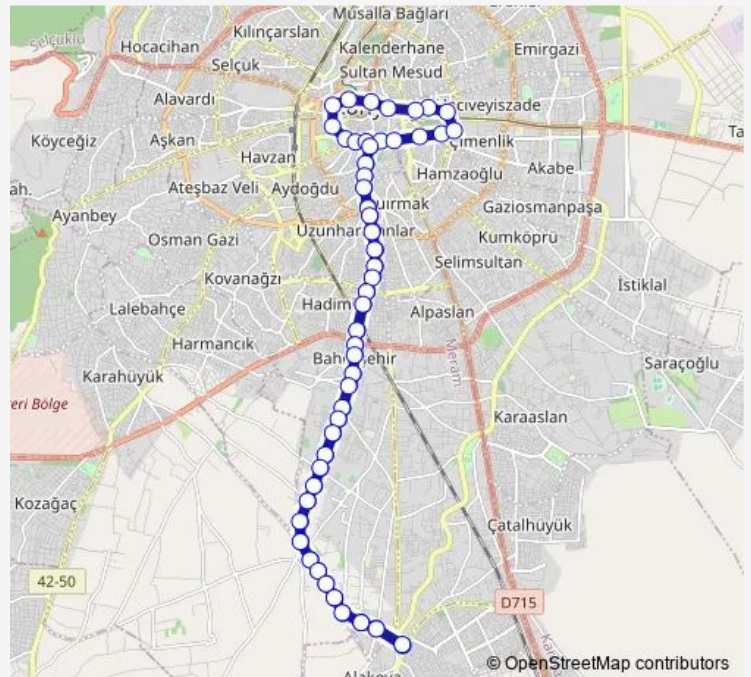 Musalla Bağları
Kılınçarslan
Selçuklu
Hocacihan
Kalenderhane
Emirgazi
Selçuk
Sultan Mesud
Alavardı
Köyceğiz
Aşkan
Çimenlik
Havzan
Akabe
Hamzaoğlu
Ateşbaz Veli
Aydoğdu
Ayanbey
Gaziosmanpaşa
Osman Gazi
Kumköprü
Kovanağzı
Selimsultan
İstiklal
Hadim
Lalebahçe
Alpaslan
Harmancık
Meram
Saraçoğlu
Karahüyük
Karaaslan
Kozağaç
Çatalhüyük
42-50
D715
© OpenStreetMap contributors